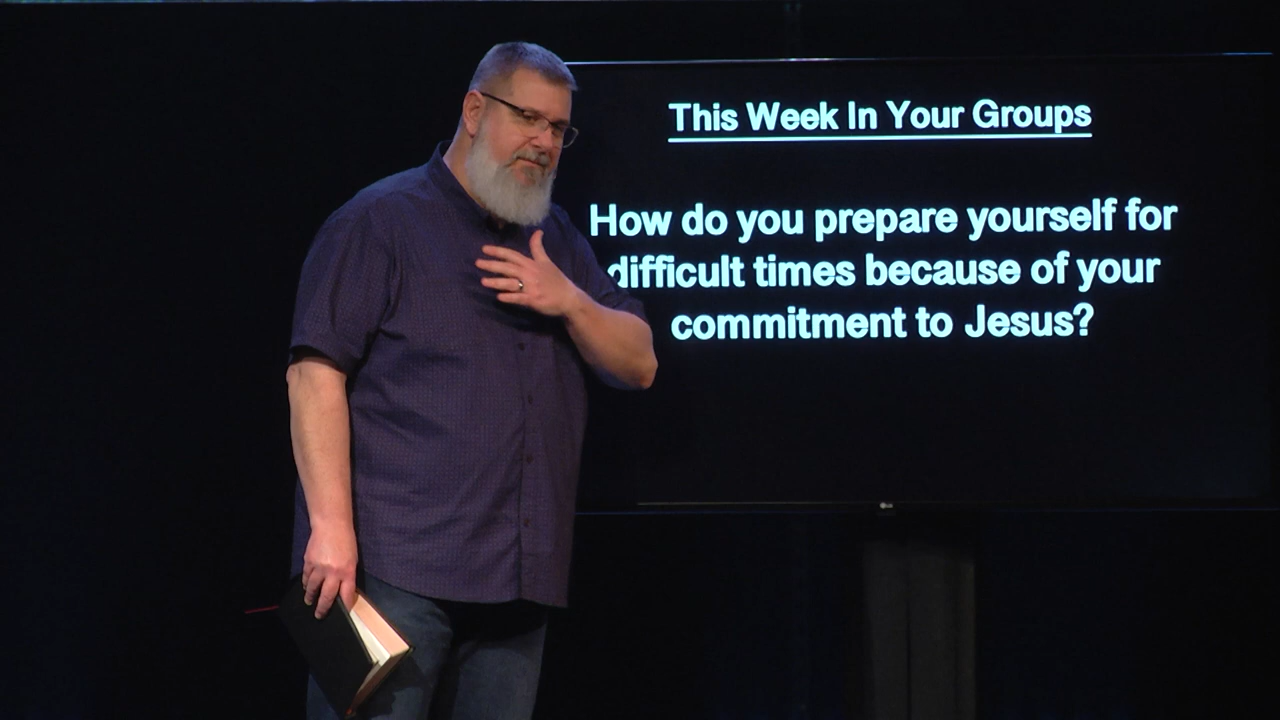 This Week In Your Groups
How do you prepare yourself for
difficult times because of your
commitment to Jesus?